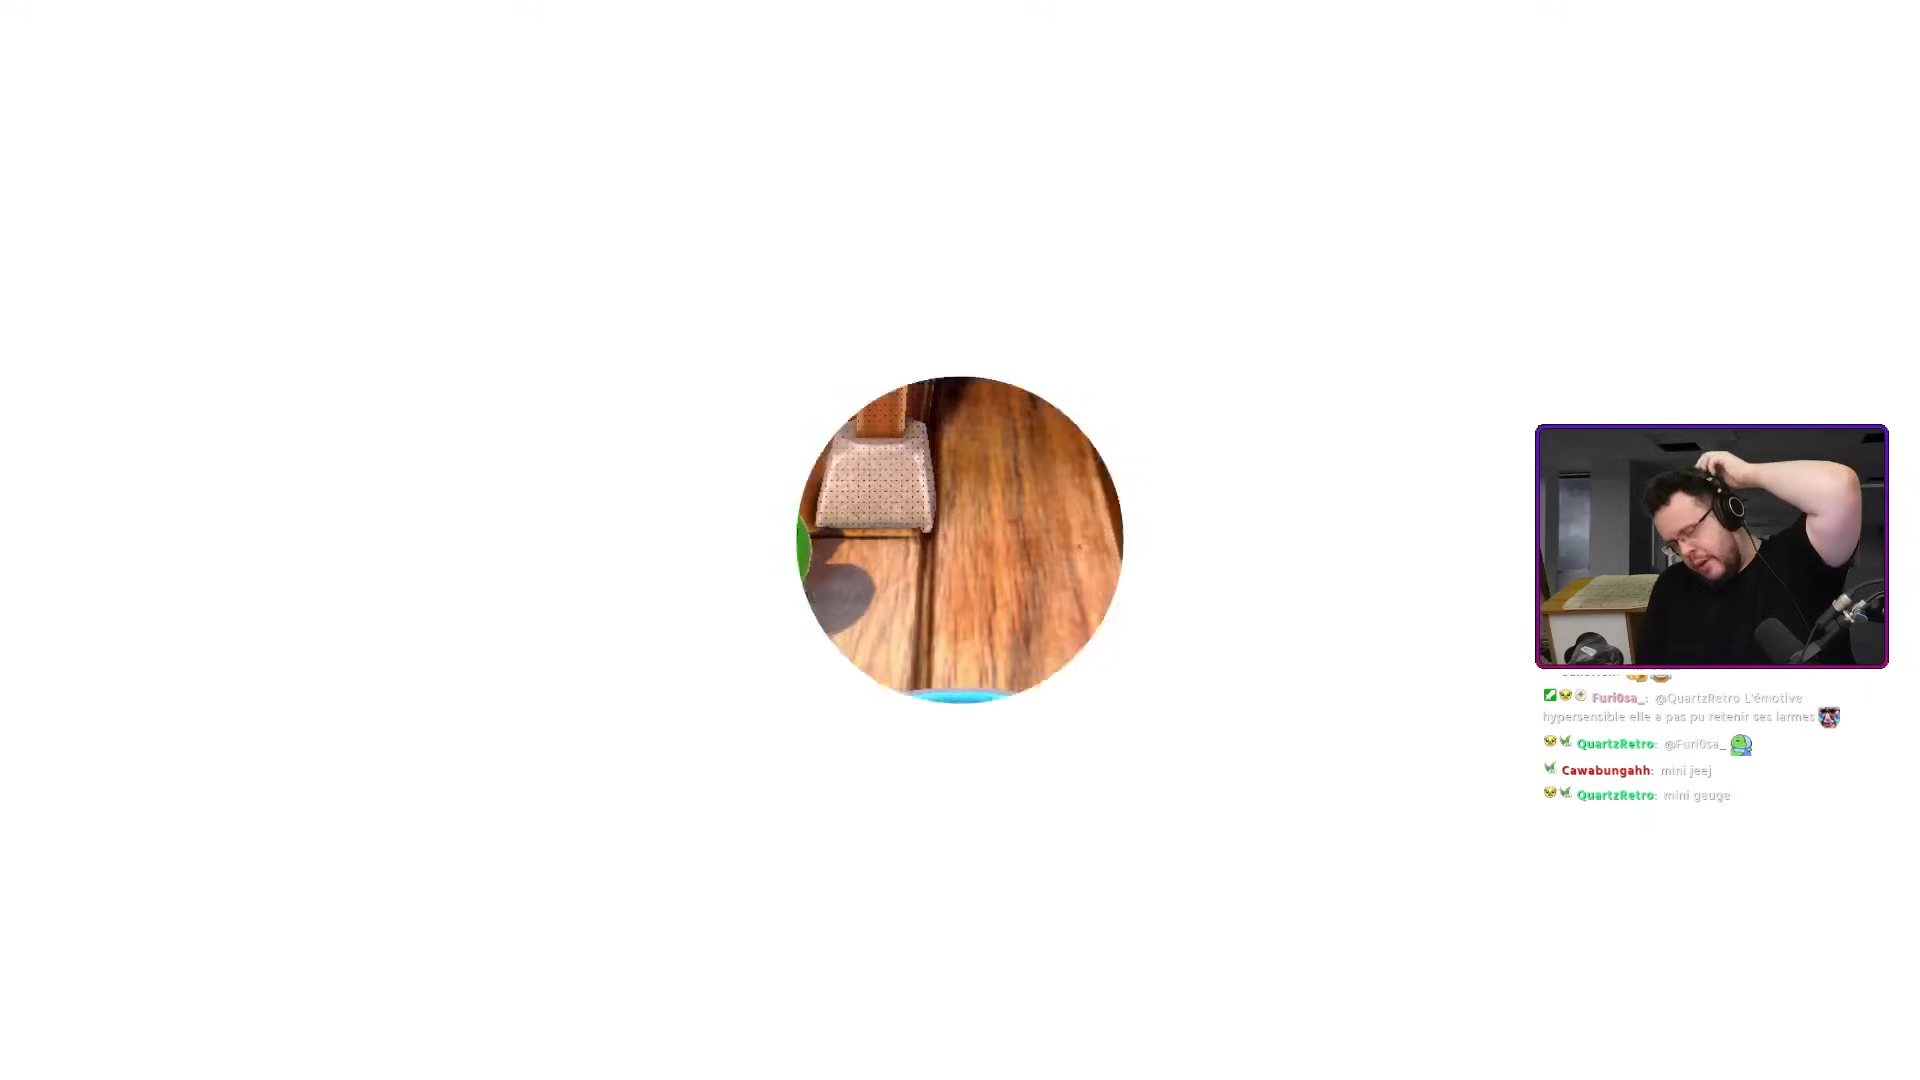 Furi0sa_: @QuartzRetro L'émotive
hypersensible elle a pas pu retenir ses larmes
QuartzRetro: @Furi0sa_
Cawabungahh: mini jeej
QuartzRetro: mini geuge